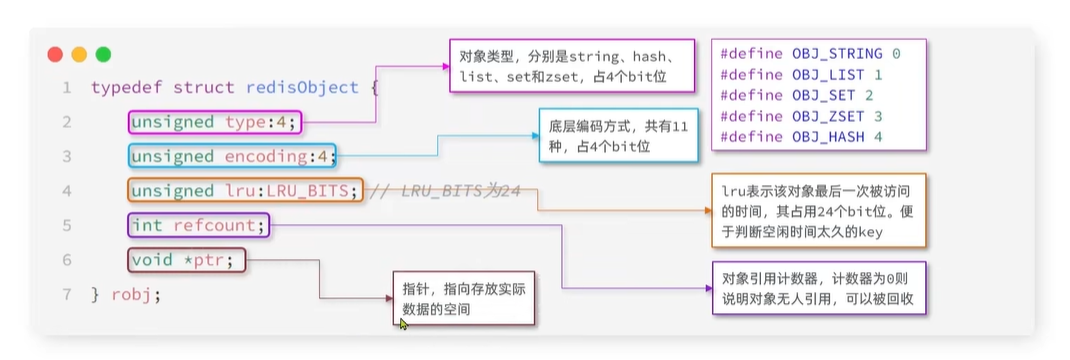 1 typedef struct redisObject {
2 unsigned type:4;
3 unsigned encoding:4;
4 unsigned lru:LRU_BITS; // LRU_BITS为24
5 int refcount;
6 void *ptr;
7 } robj;
对象类型，分别是string、hash、
list、set和zset，占4个bit位
#define OBJ_STRING 0
#define OBJ_LIST 1
#define OBJ_SET 2
#define OBJ_ZSET 3
#define OBJ_HASH 4
底层编码方式，共有11
种，占4个bit位
lru表示该对象最后一次被访问
的时间，其占用24个bit位。便
于判断空闲时间太久的key
对象引用计数器，计数器为0则
说明对象无人引用，可以被回收
指针，指向存放实际
数据的空间